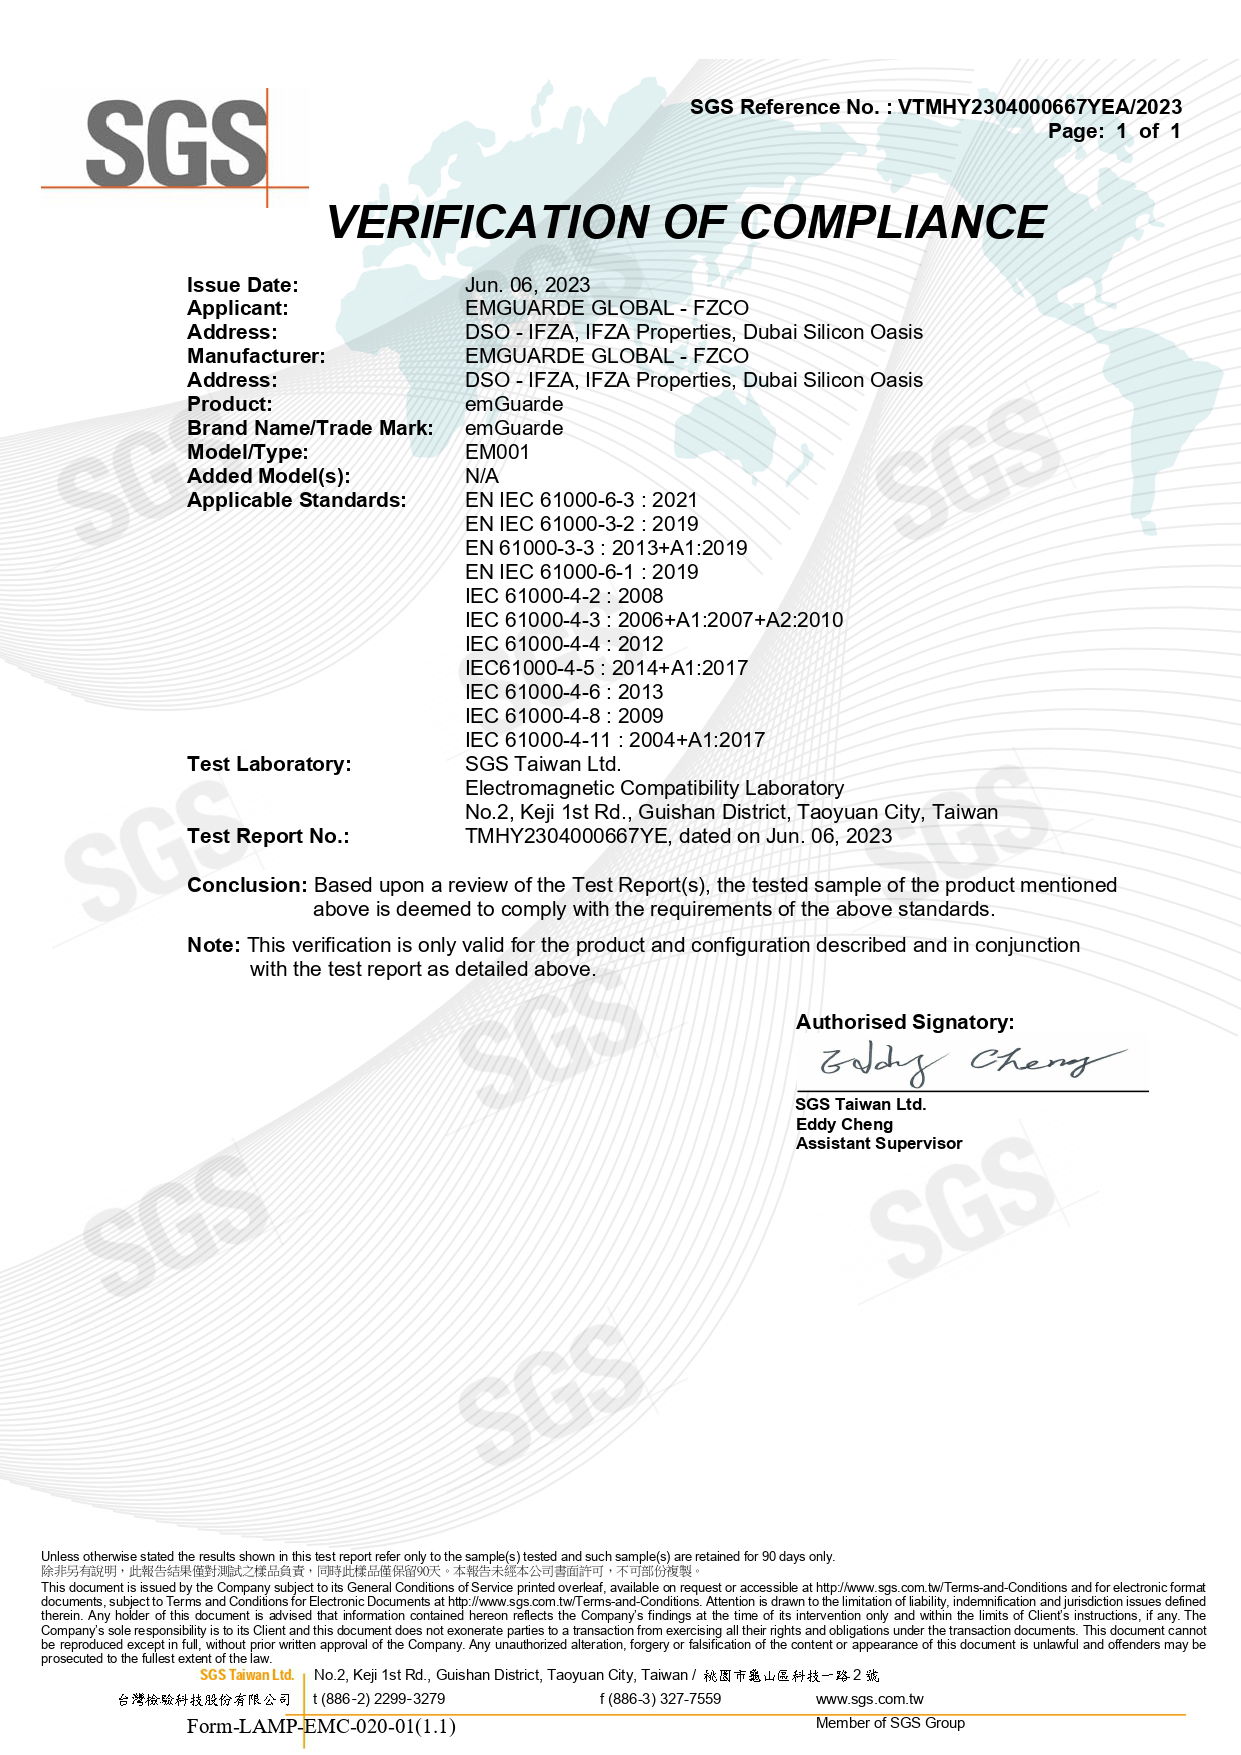 SGS
SGS Reference No. : VTMHY2304000667YEA/2023
Page: 1 of 1
VERIFICATION OF COMPLIANCE
Issue Date: Jun. 06, 2023
Applicant: EMGUARDE GLOBAL - FZCO
Address: DSO - IFZA, IFZA Properties, Dubai Silicon Oasis
Manufacturer: EMGUARDE GLOBAL - FZCO
Address: DSO - IFZA, IFZA Properties, Dubai Silicon Oasis
Product: emGuarde
Brand Name/Trade Mark: emGuarde
Model/Type: EM001
Added Model(s): N/A
Applicable Standards: EN IEC 61000-6-3 : 2021
EN IEC 61000-3-2 : 2019
EN 61000-3-3 : 2013+A1:2019
EN IEC 61000-6-1 : 2019
IEC 61000-4-2 : 2008
IEC 61000-4-3 : 2006+A1:2007+A2:2010
IEC 61000-4-4 : 2012
IEC61000-4-5 : 2014+A1:2017
IEC 61000-4-6 : 2013
IEC 61000-4-8 : 2009
IEC 61000-4-11 : 2004+A1:2017
Test Laboratory: SGS Taiwan Ltd.
Electromagnetic Compatibility Laboratory
No.2, Keji 1st Rd., Guishan District, Taoyuan City, Taiwan
Test Report No.: TMHY2304000667YE, dated on Jun. 06, 2023
Conclusion: Based upon a review of the Test Report(s), the tested sample of the product mentioned
above is deemed to comply with the requirements of the above standards.
Note: This verification is only valid for the product and configuration described and in conjunction
with the test report as detailed above.
Authorised Signatory:
Eddy Cheng
SGS Taiwan Ltd.
Eddy Cheng
Assistant Supervisor
Unless otherwise stated the results shown in this test report refer only to the sample(s) tested and such sample(s) are retained for 90 days only.
除非另有說明，此報告結果僅對測試之樣品負責，同時此樣品僅保留90天。本報告未經本公司書面許可，不可部份複製。
This document is issued by the Company subject to its General Conditions of Service printed overleaf, available on request or accessible at http://www.sgs.com.tw/Terms-and-Conditions and for electronic format
documents, subject to Terms and Conditions for Electronic Documents at http://www.sgs.com.tw/Terms-and-Conditions. Attention is drawn to the limitation of liability, indemnification and jurisdiction issues defined
therein. Any holder of this document is advised that information contained hereon reflects the Company's findings at the time of its intervention only and within the limits of Client's instructions, if any. The
Company's sole responsibility is to its Client and this document does not exonerate parties to a transaction from exercising all their rights and obligations under the transaction documents. This document cannot
be reproduced except in full, without prior written approval of the Company. Any unauthorized alteration, forgery or falsification of the content or appearance of this document is unlawful and offenders may be
prosecuted to the fullest extent of the law.
SGS Taiwan Ltd. No.2, Keji 1st Rd., Guishan District, Taoyuan City, Taiwan / 桃園市龜山區科技一路2號
台灣檢驗科技股份有限公司 t (886-2) 2299-3279 f (886-3) 327-7559 www.sgs.com.tw
Form-LAMP-EMC-020-01(1.1) Member of SGS Group